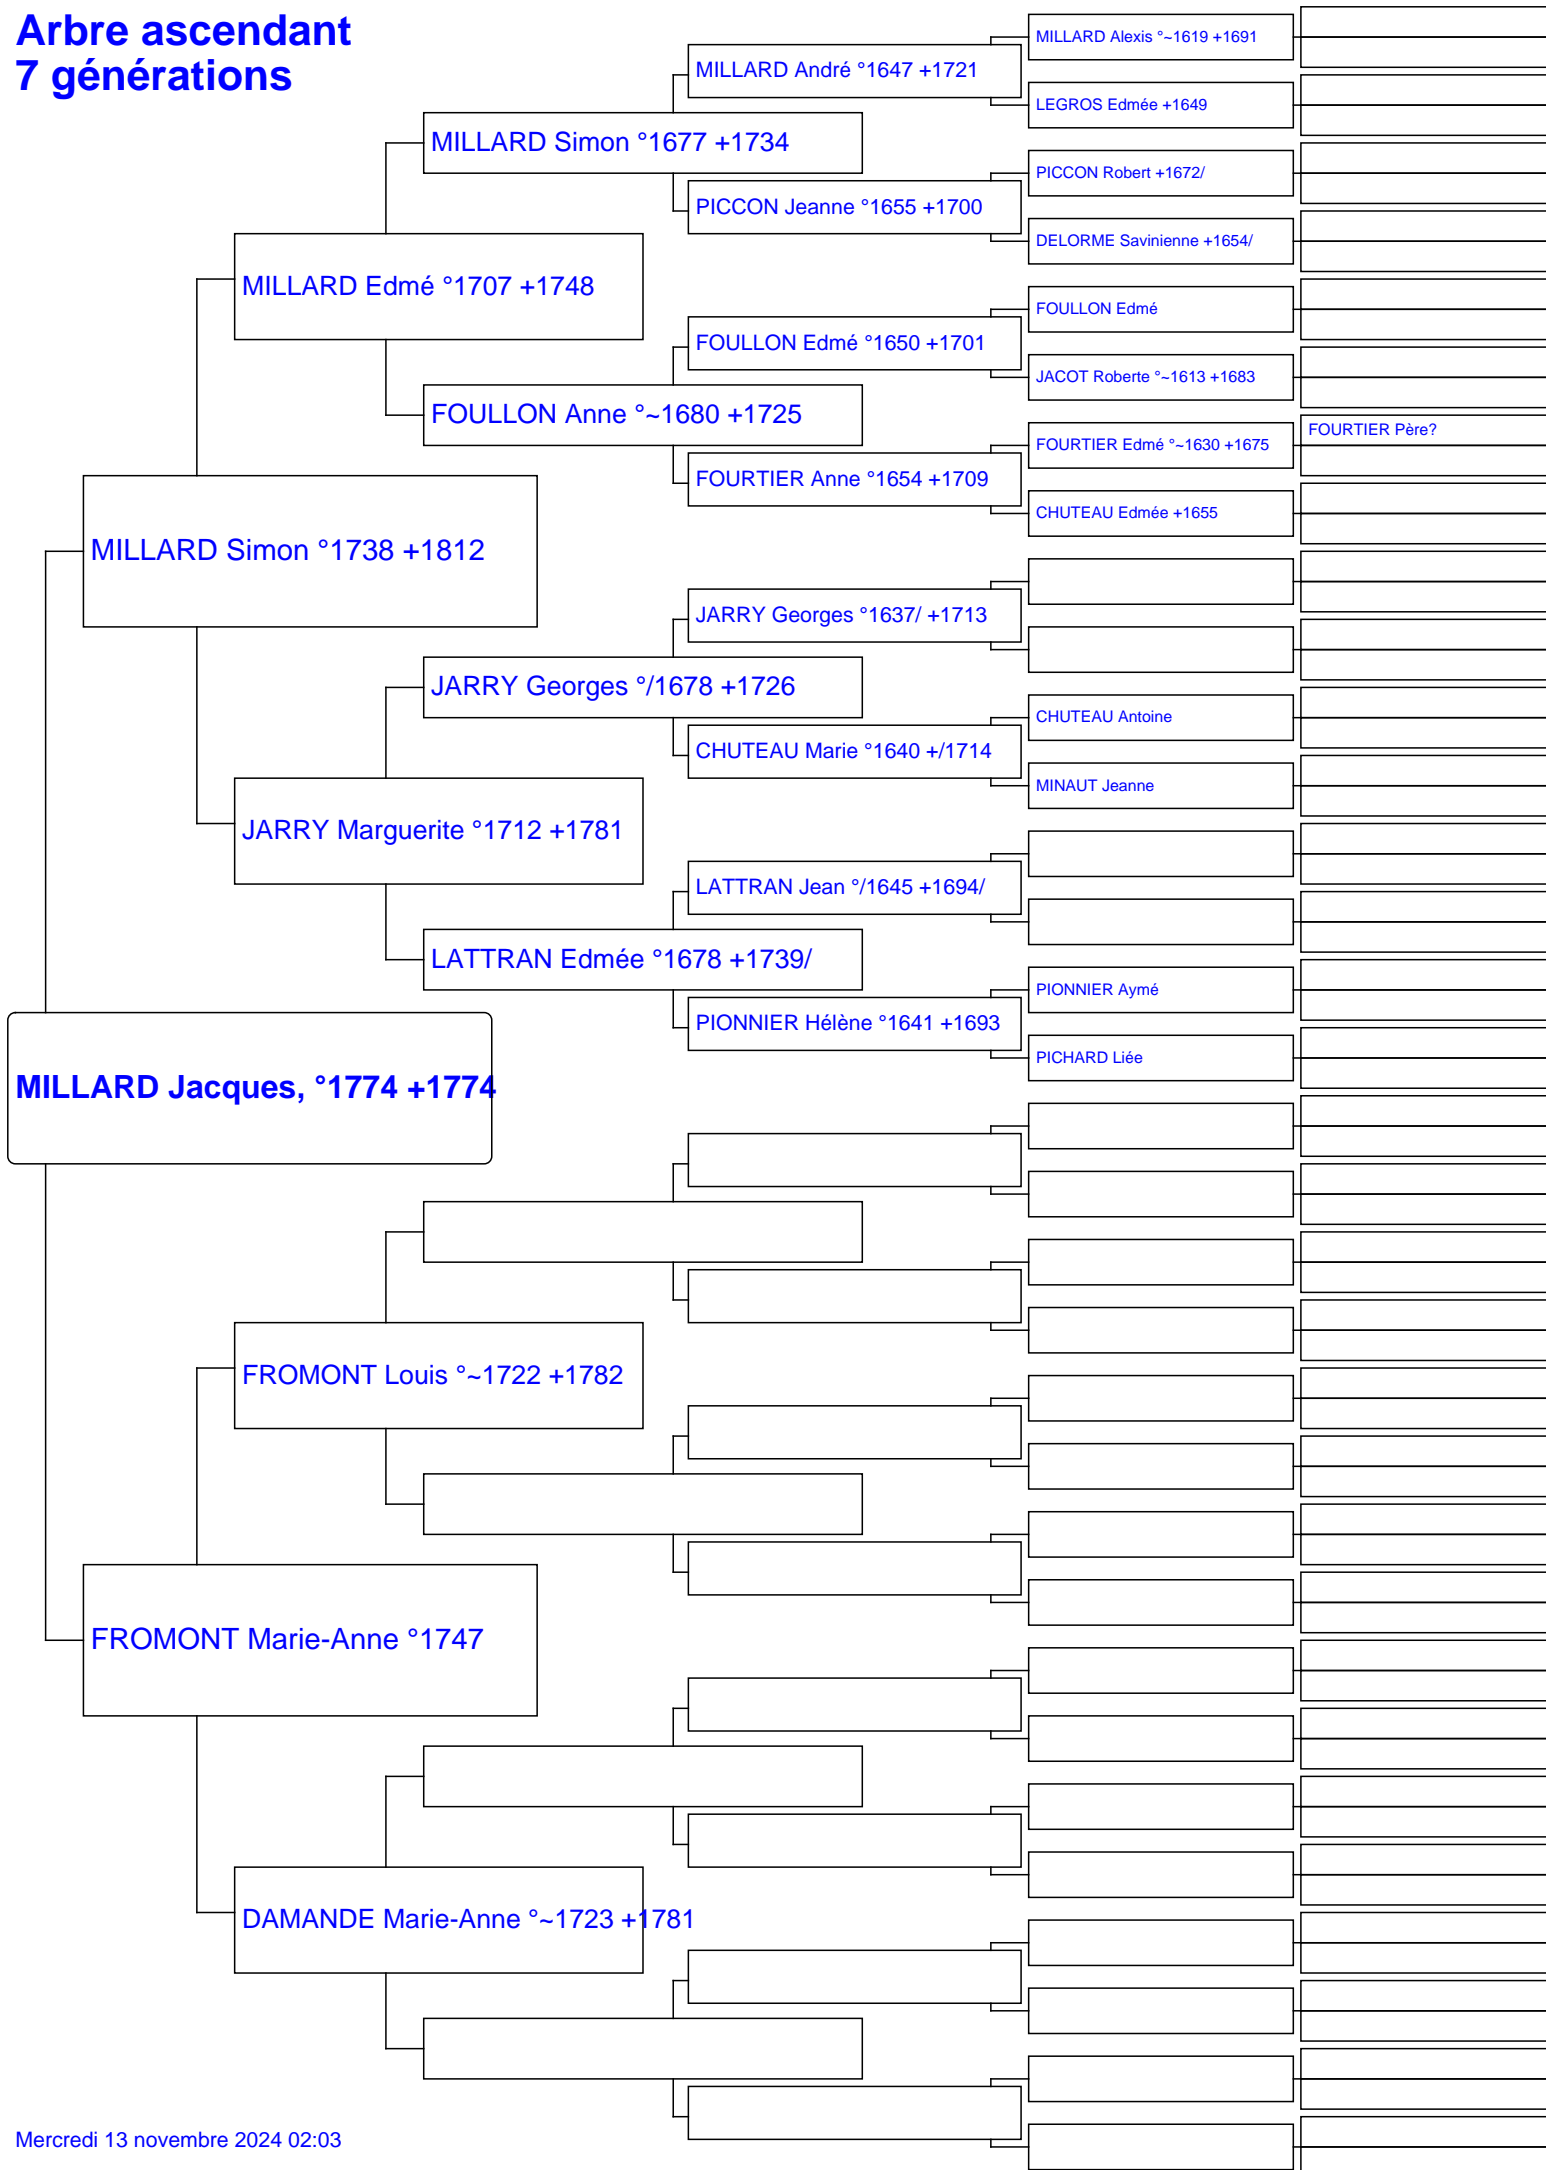 Arbre ascendant
7 générations
MILLARD Alexis °~1619 +1691
MILLARD André °1647 +1721
LEGROS Edmée +1649
MILLARD Simon °1677 +1734
PICCON Robert +1672/
PICCON Jeanne °1655 +1700
DELORME Savinienne +1654/
MILLARD Edmé °1707 +1748
FOULLON Edmé
FOULLON Edmé °1650 +1701
JACOT Roberte °~1613 +1683
FOULLON Anne °~1680 +1725
FOURTIER Père?
FOURTIER Edmé °~1630 +1675
FOURTIER Anne °1654 +1709
CHUTEAU Edmée +1655
MILLARD Simon °1738 +1812
JARRY Georges °1637/ +1713
JARRY Georges °/1678 +1726
CHUTEAU Antoine
CHUTEAU Marie °1640 +/1714
MINAUT Jeanne
JARRY Marguerite °1712 +1781
LATTRAN Jean °/1645 +1694/
LATTRAN Edmée °1678 +1739/
PIONNIER Aymé
PIONNIER Hélène °1641 +1693
PICHARD Liée
MILLARD Jacques, °1774 +1774
FROMONT Louis °~1722 +1782
FROMONT Marie-Anne °1747
DAMANDE Marie-Anne °~1723 +1781
Mercredi 13 novembre 2024 02:03